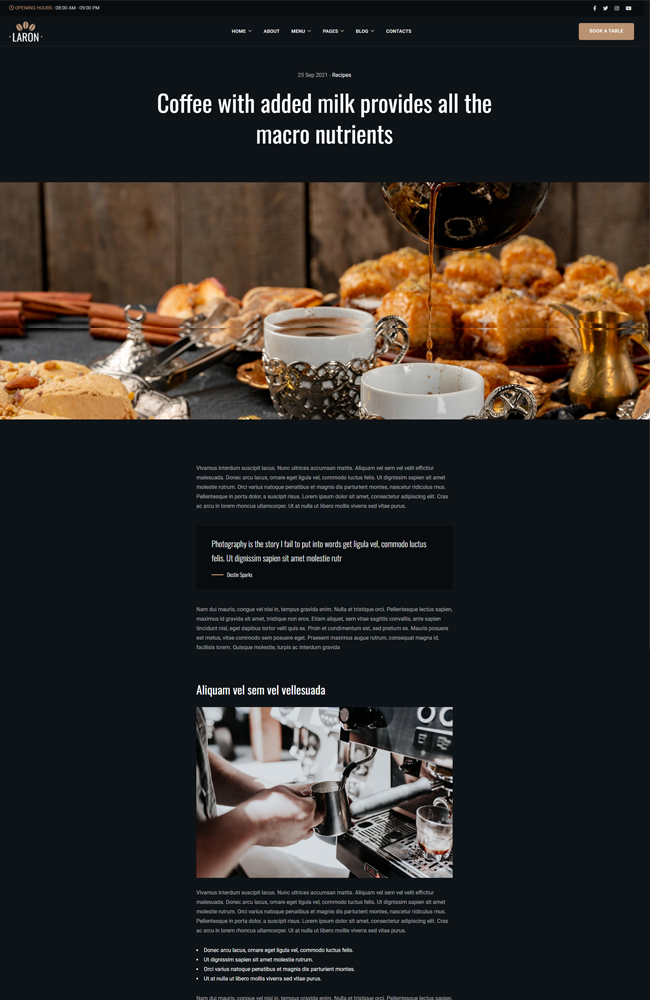 OPENING HOURS : 08:00 AM - 09:00 PM
LARON
HOME
ABOUT
MENU
PAGES
BLOG
CONTACTS
BOOK A TABLE
25 Sep 2021 - Recipes
Coffee with added milk provides all the
macro nutrients
Vivamus interdum suscipit lacus. Nunc ultrices accumsan mattis. Aliquam vel sem vel velit efficitur
malesuada. Donec arcu lacus, ornare eget ligula vel, commodo luctus felis. Ut dignissim sapien sit amet
molestie rutrum. Orci varius natoque penatibus et magnis dis parturient montes, nascetur ridiculus mus.
Pellentesque in porta dolor, a suscipit risus. Lorem ipsum dolor sit amet, consectetur adipiscing elit. Cras
ac arcu in lorem rhoncus ullamcorper. Ut at nulla ut libero mollis viverra sed vitae purus.
Photography is the story I fail to put into words get ligula vel, commodo luctus
felis. Ut dignissim sapien sit amet molestie rutr
Destin Sparks
Nam dui mauris, congue vel nisi in, tempus gravida enim. Nulla et tristique orci. Pellentesque lectus sapien,
maximus id gravida sit amet, tristique non eros. Etiam aliquet, sem vitae sagittis convallis, ante sapien
tincidunt nisl, eget dapibus tortor velit quis ex. Proin et condimentum est, sed pretium ex. Mauris posuere
est metus, vitae commodo sem posuere eget. Praesent maximus augue rutrum, consequat magna id,
facilisis lorem. Quisque molestie, turpis ac interdum gravida
Aliquam vel sem vel vellesuada
Vivamus interdum suscipit lacus. Nunc ultrices accumsan mattis. Aliquam vel sem vel velit efficitur
malesuada. Donec arcu lacus, ornare eget ligula vel, commodo luctus felis. Ut dignissim sapien sit amet
molestie rutrum. Orci varius natoque penatibus et magnis dis parturient montes, nascetur ridiculus mus.
Pellentesque in porta dolor, a suscipit risus. Lorem ipsum dolor sit amet, consectetur adipiscing elit. Cras
ac arcu in lorem rhoncus ullamcorper. Ut at nulla ut libero mollis viverra sed vitae purus.
• Donec arcu lacus, ornare eget ligula vel, commodo luctus felis.
• Ut dignissim sapien sit amet molestie rutrum.
• Orci varius natoque penatibus et magnis dis parturient montes.
• Ut at nulla ut libero mollis viverra sed vitae purus.
Nam dui mauris, congue vel nisi in, tempus gravida enim. Nulla et tristique orci. Pellentesque lectus sapien,